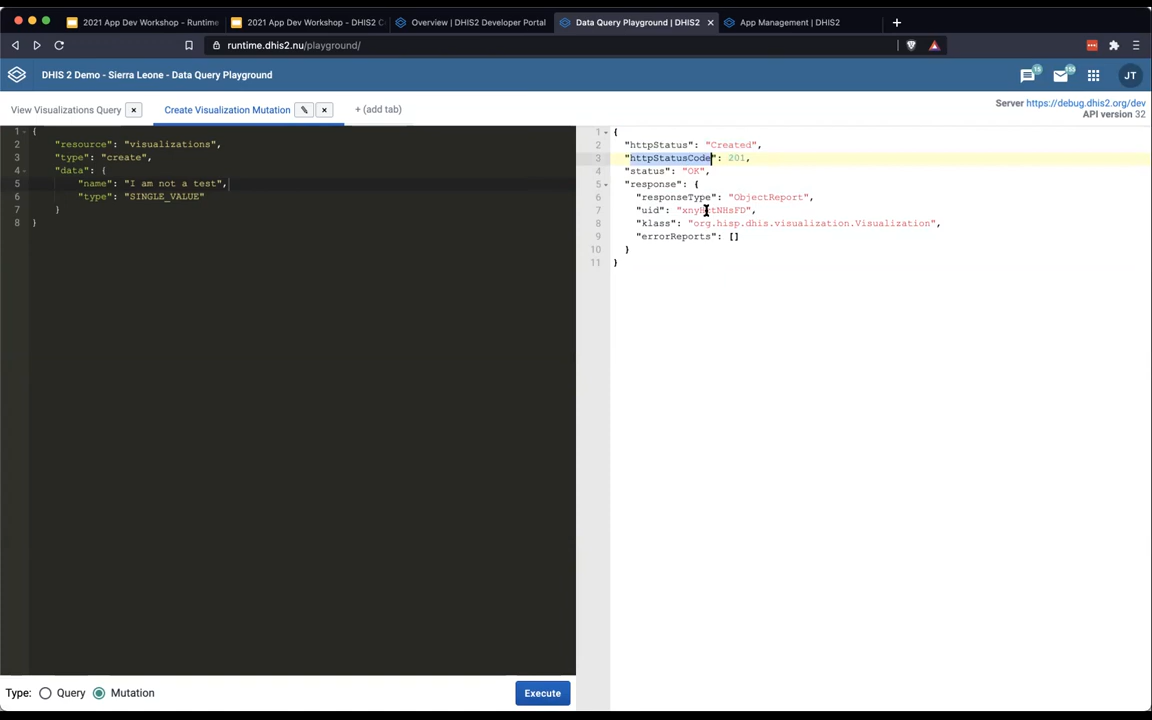 2021 App Dev Workshop - Runtime
2021 App Dev Workshop - DHIS2 C
Overview | DHIS2 Developer Portal
Data Query Playground | DHIS2
App Management | DHIS2
runtime.dhis2.nu/playground/
DHIS 2 Demo - Sierra Leone - Data Query Playground
JT
View Visualizations Query
Create Visualization Mutation
+ (add tab)
Server https://debug.dhis2.org/dev
API version 32
1 {
2 "resource": "visualizations",
3 "type": "create",
4 "data": {
5 "name": "I am not a test",
6 "type": "SINGLE_VALUE"
7 }
8 }
1 {
2 "httpStatus": "Created",
3 "httpStatusCode": 201,
4 "status": "OK",
5 "response": {
6 "responseType": "ObjectReport",
7 "uid":
8 "klass": "org.hisp.dhis.visualization.Visualization",
9 "errorReports": []
10 }
11 }
Type: Query Mutation
Execute